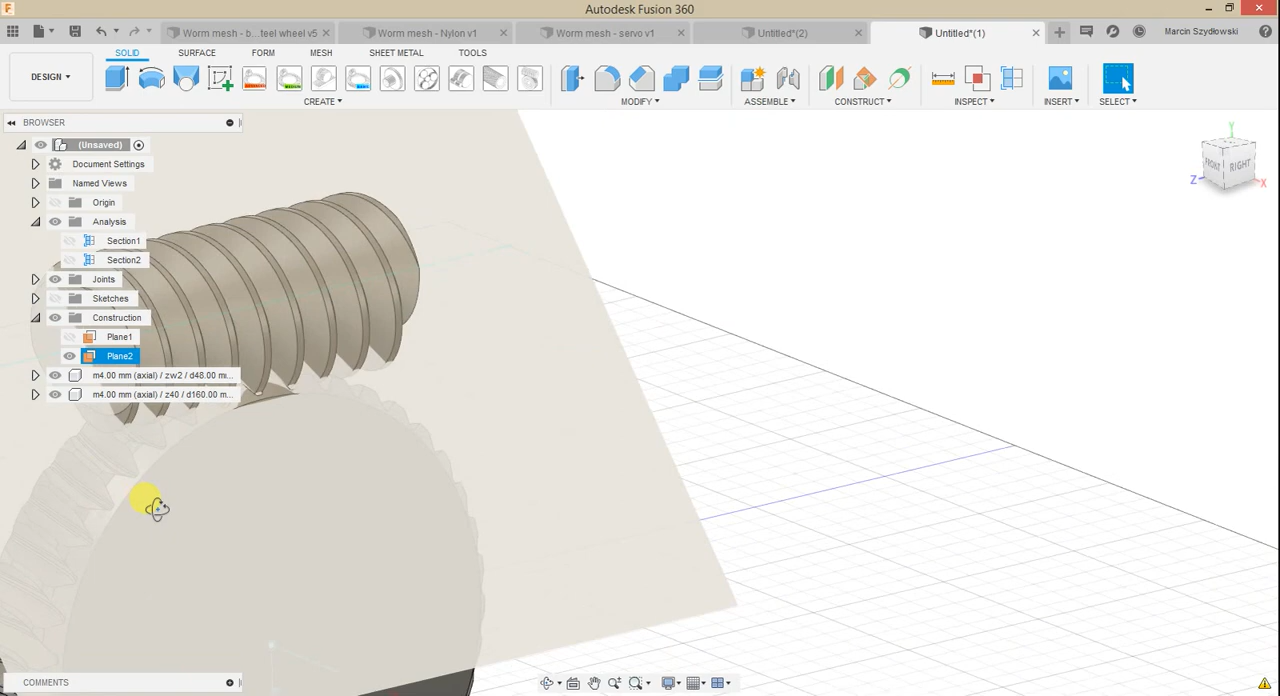 Autodesk Fusion 360
Worm mesh - b...teel wheel v5
Worm mesh - Nylon v1
Worm mesh - servo v1
Untitled*(2)
Untitled*(1)
Marcin Szydłowski
SOLID SURFACE FORM MESH SHEET METAL TOOLS
DESIGN
CREATE MODIFY ASSEMBLE CONSTRUCT INSPECT INSERT SELECT
BROWSER
(Unsaved)
Document Settings
Named Views
Origin
Analysis
Section1
Section2
Joints
Sketches
Construction
Plane1
Plane2
m4.00 mm (axial) / zw2 / d48.00 m...
m4.00 mm (axial) / z40 / d160.00 m...
Y
FRONT RIGHT
Z X
COMMENTS